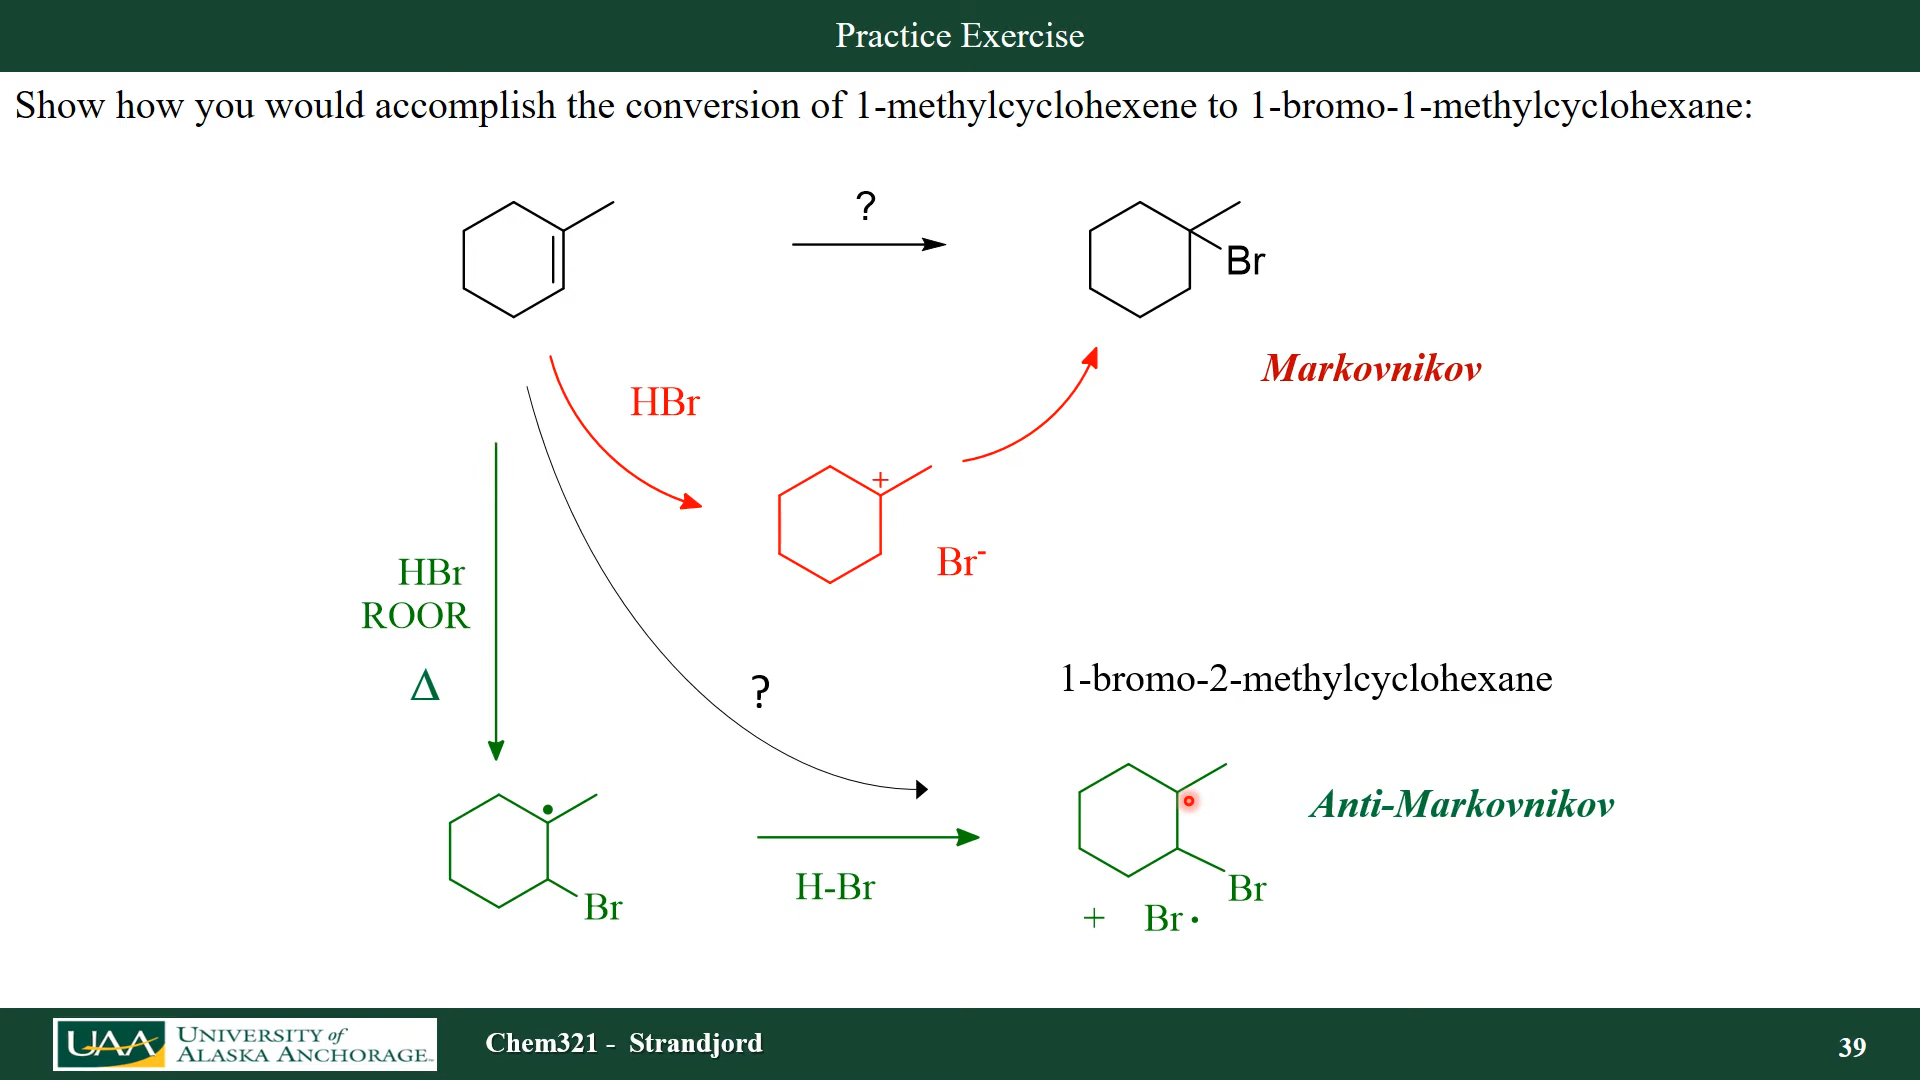 Practice Exercise
Show how you would accomplish the conversion of 1-methylcyclohexene to 1-bromo-1-methylcyclohexane:
?
Br
Markovnikov
HBr
+
Br-
HBr
ROOR
Δ
?
1-bromo-2-methylcyclohexane
Anti-Markovnikov
Br
H-Br
Br
+ Br·
UAA UNIVERSITY of
ALASKA ANCHORAGE
Chem321 - Strandjord
39